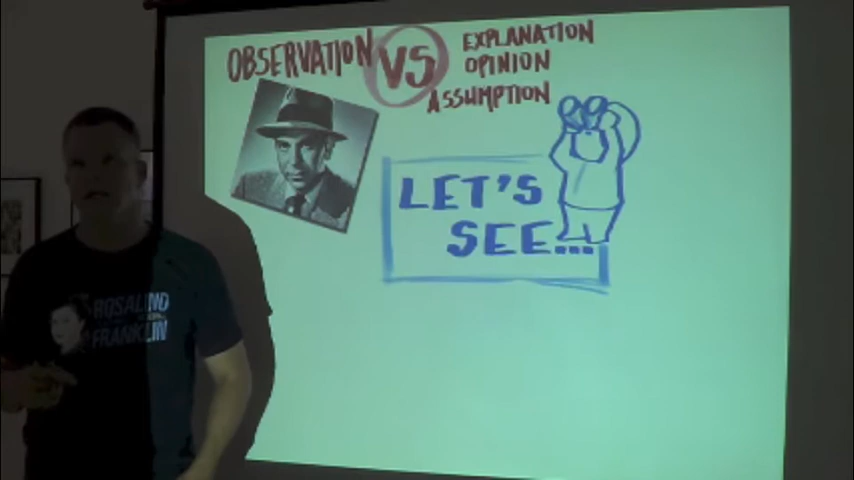 OBSERVATION VS EXPLANATION
OPINION
ASSUMPTION
LET'S
SEE...
ROSALIND
FRANKLIN